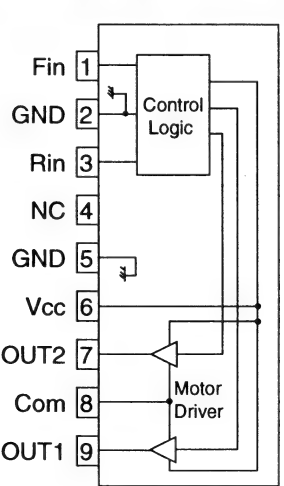 Fin 1
GND 2
Control
Logic
Rin 3
NC 4
GND 5
Vcc 6
OUT2 7
Motor
Driver
Com 8
OUT1 9